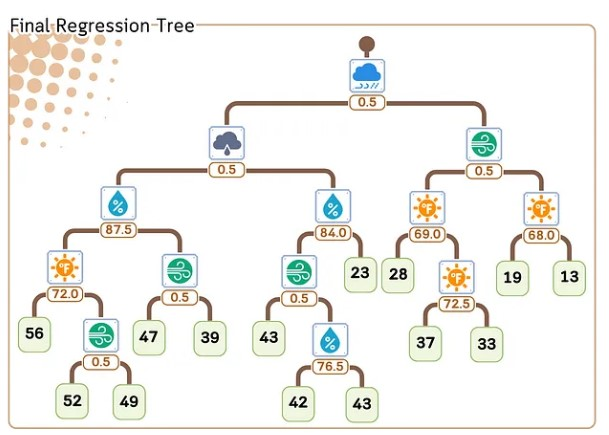 Final Regression Tree
0.5
0.5 0.5
% % °F °F
87.5 84.0 69.0 68.0
°F 23 28 °F 19 13
72.0 0.5 0.5 72.5
56 47 39 43 % 37 33
0.5 76.5
52 49 42 43